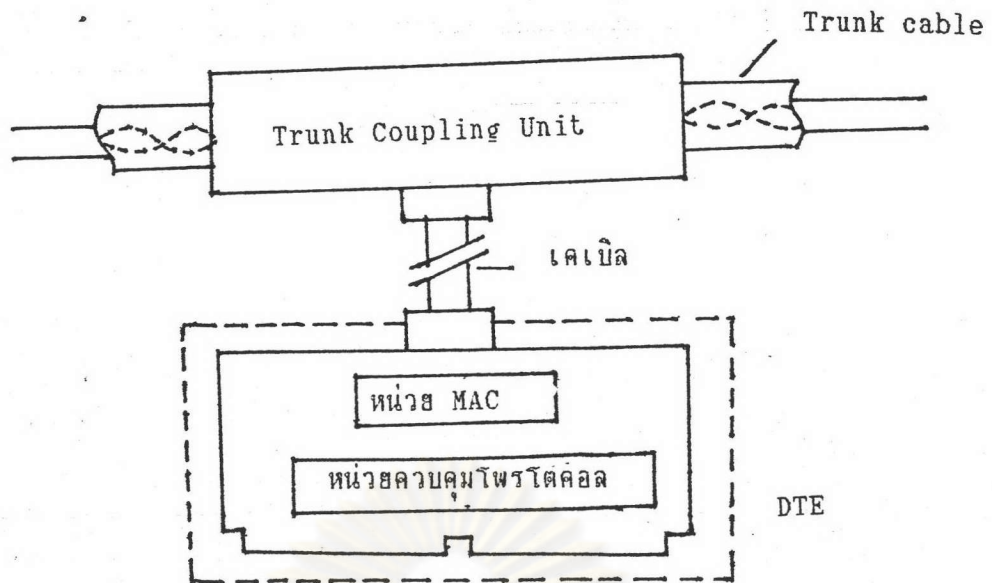 Trunk cable
Trunk Coupling Unit
เคเบิล
หน่วย MAC
หน่วยควบคุมโพรโตคอล
DTE